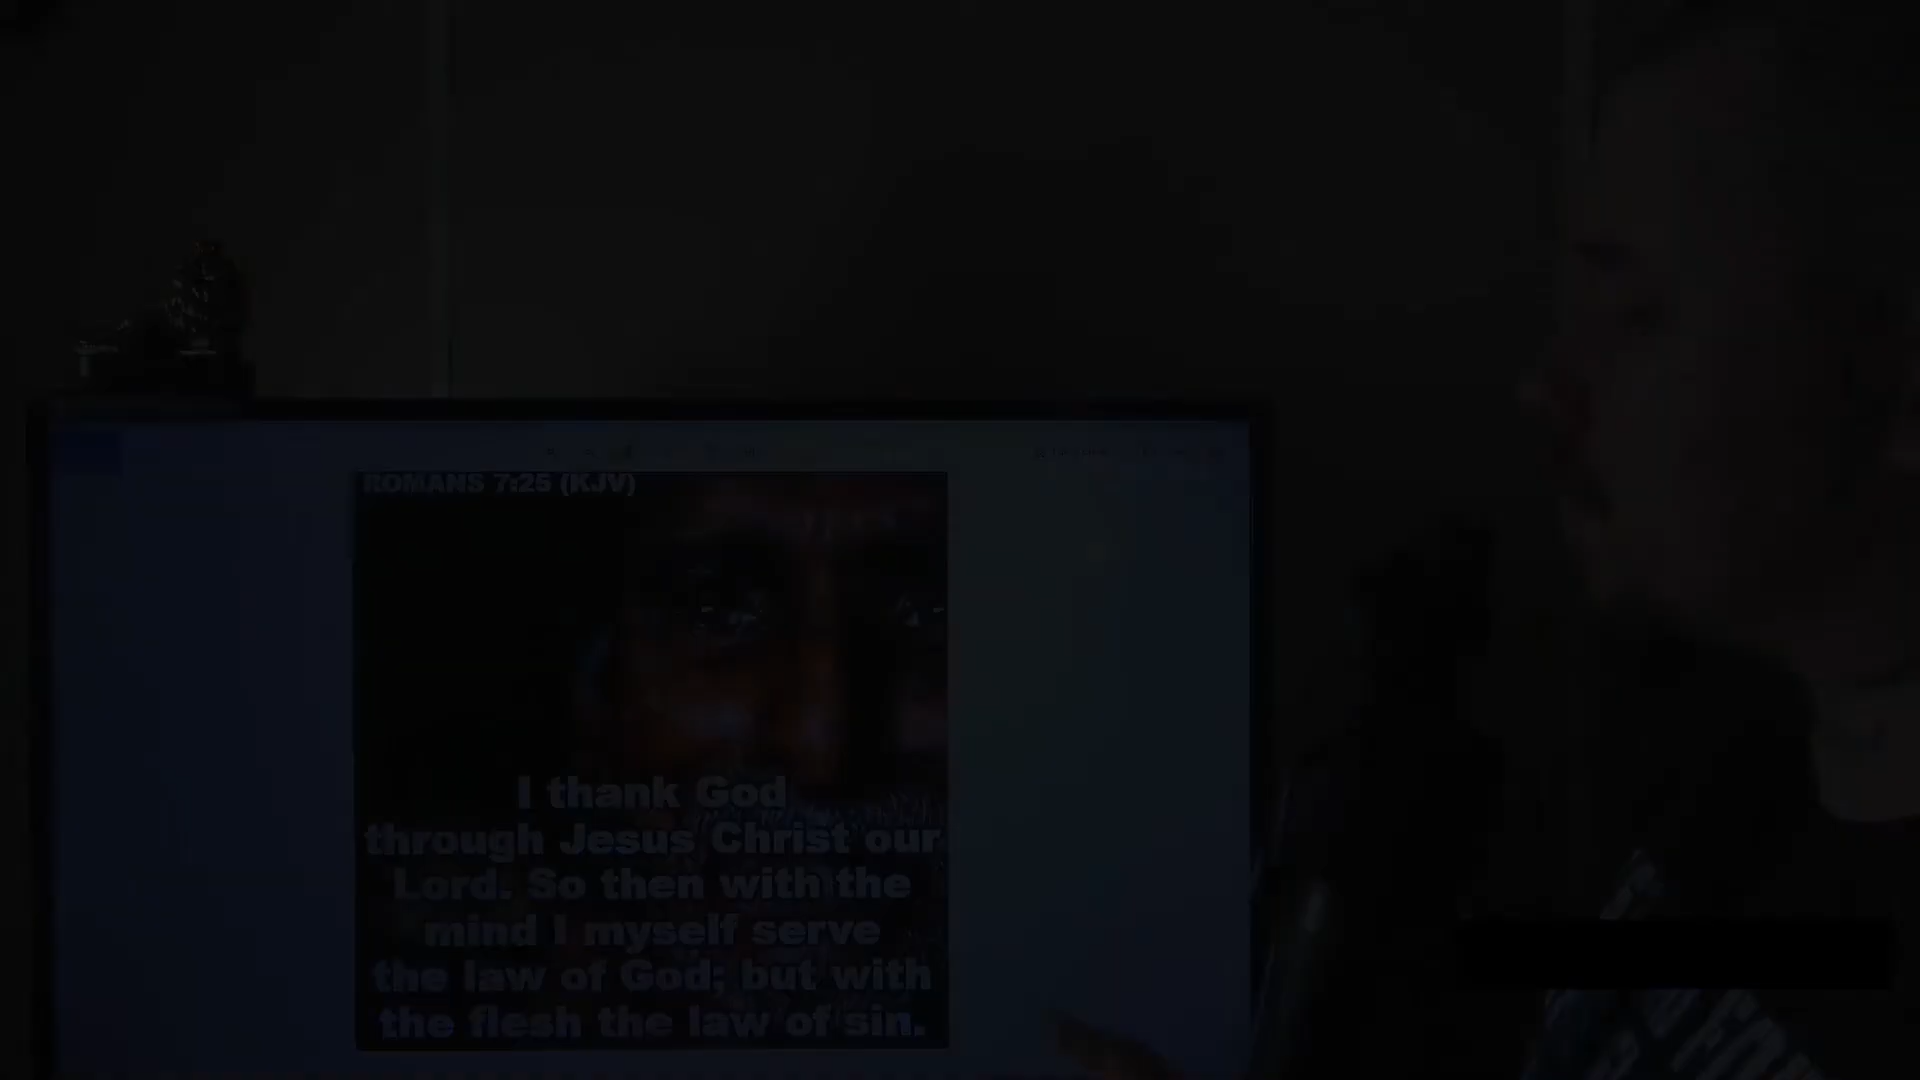 ROMANS 7:25 (KJV)
I thank God
through Jesus Christ our
Lord. So then with the
mind I myself serve
the law of God; but with
the flesh the law of sin.